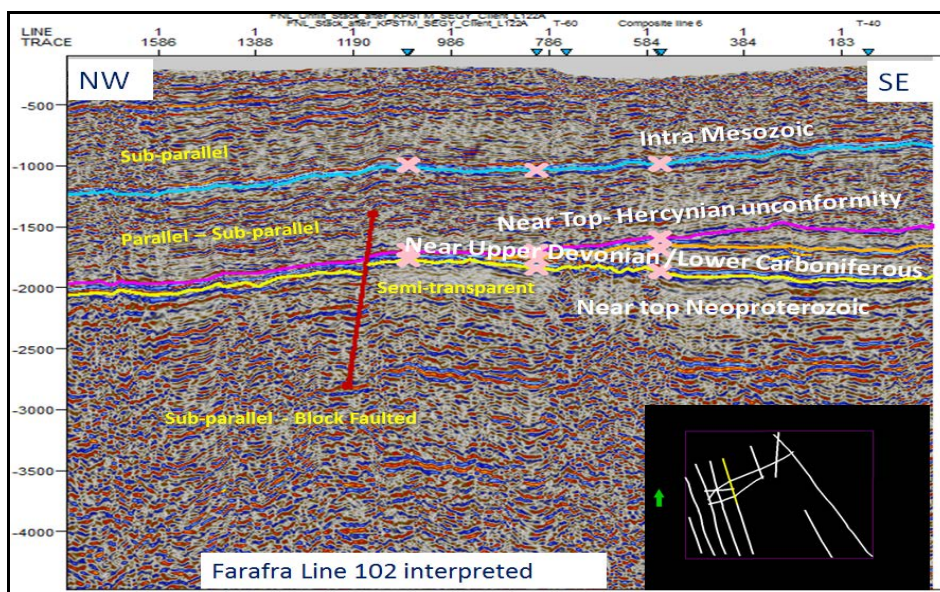 FNL_Stack_after_KPSTM_SEGY_Client_L122A T-60 Composite line 6 T-40
LINE 1 1 1 1 1 1 1 1
TRACE 1586 1388 1190 986 786 584 384 183
NW
SE
-500
Intra Mesozoic
Sub-parallel
-1000
Near Top- Hercynian unconformity
-1500
Parallel – Sub-parallel
Near Upper Devonian /Lower Carboniferous
-2000
Semi-transparent
Near top Neoproterozoic
-2500
-3000
Sub-parallel – Block Faulted
-3500
-4000
Farafra Line 102 interpreted